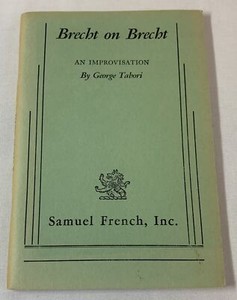 Brecht on Brecht
AN IMPROVISATION
By George Tabori
Samuel French, Inc.